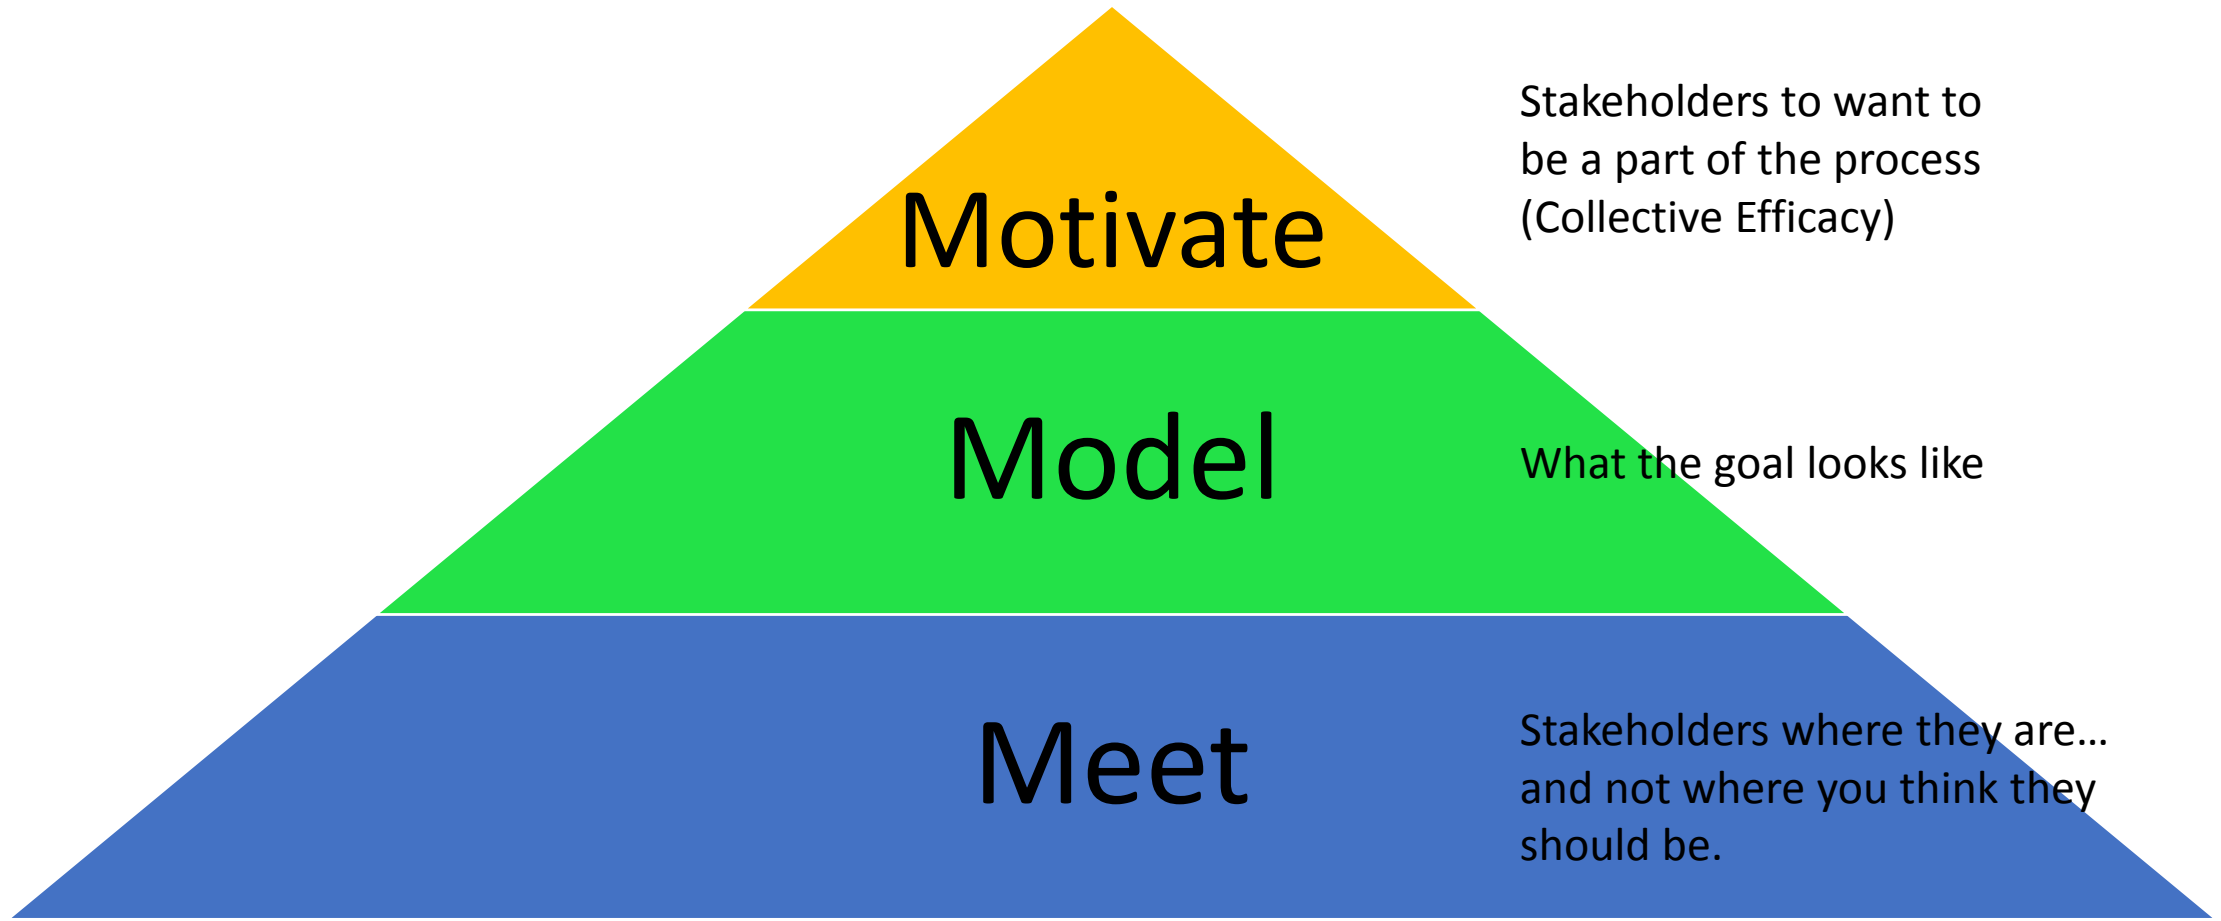 Motivate
Stakeholders to want to
be a part of the process
(Collective Efficacy)
Model
What the goal looks like
Meet
Stakeholders where they are...
and not where you think they
should be.